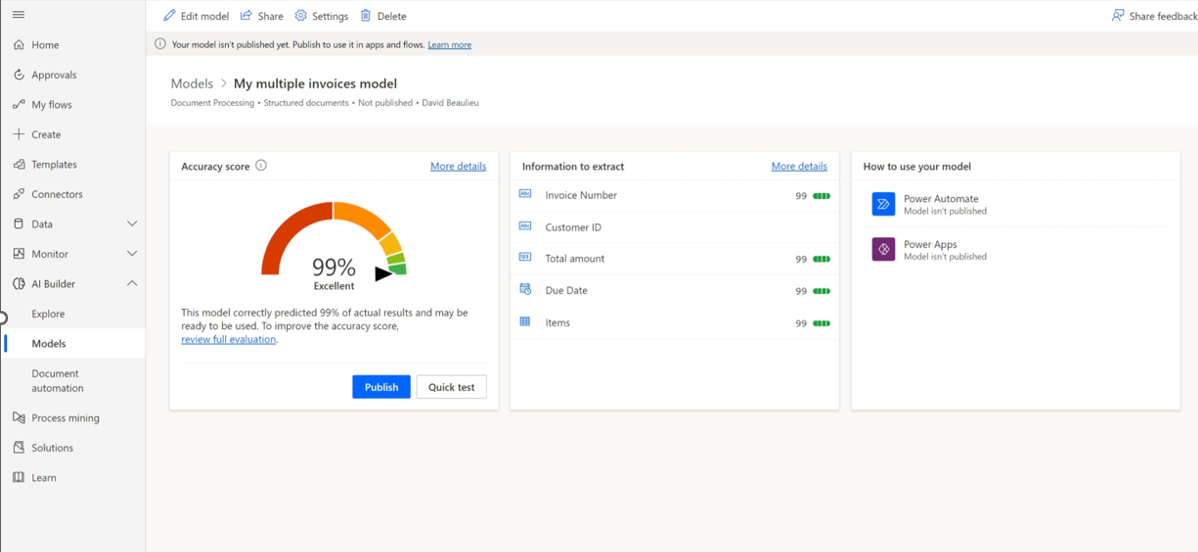 Edit model Share Settings Delete Share feedback
Your model isn't published yet. Publish to use it in apps and flows. Learn more
Home
Approvals
My flows
Create
Templates
Connectors
Data
Monitor
AI Builder
Explore
Models
Document
automation
Process mining
Solutions
Learn
Models > My multiple invoices model
Document Processing • Structured documents • Not published • David Beaulieu
Accuracy score More details
99%
Excellent
This model correctly predicted 99% of actual results and may
be ready to be used. To improve the accuracy score,
review full evaluation.
Publish Quick test
Information to extract More details
Abc Invoice Number 99
Abc Customer ID
123 Total amount 99
Due Date 99
Items 99
How to use your model
Power Automate
Model isn't published
Power Apps
Model isn't published